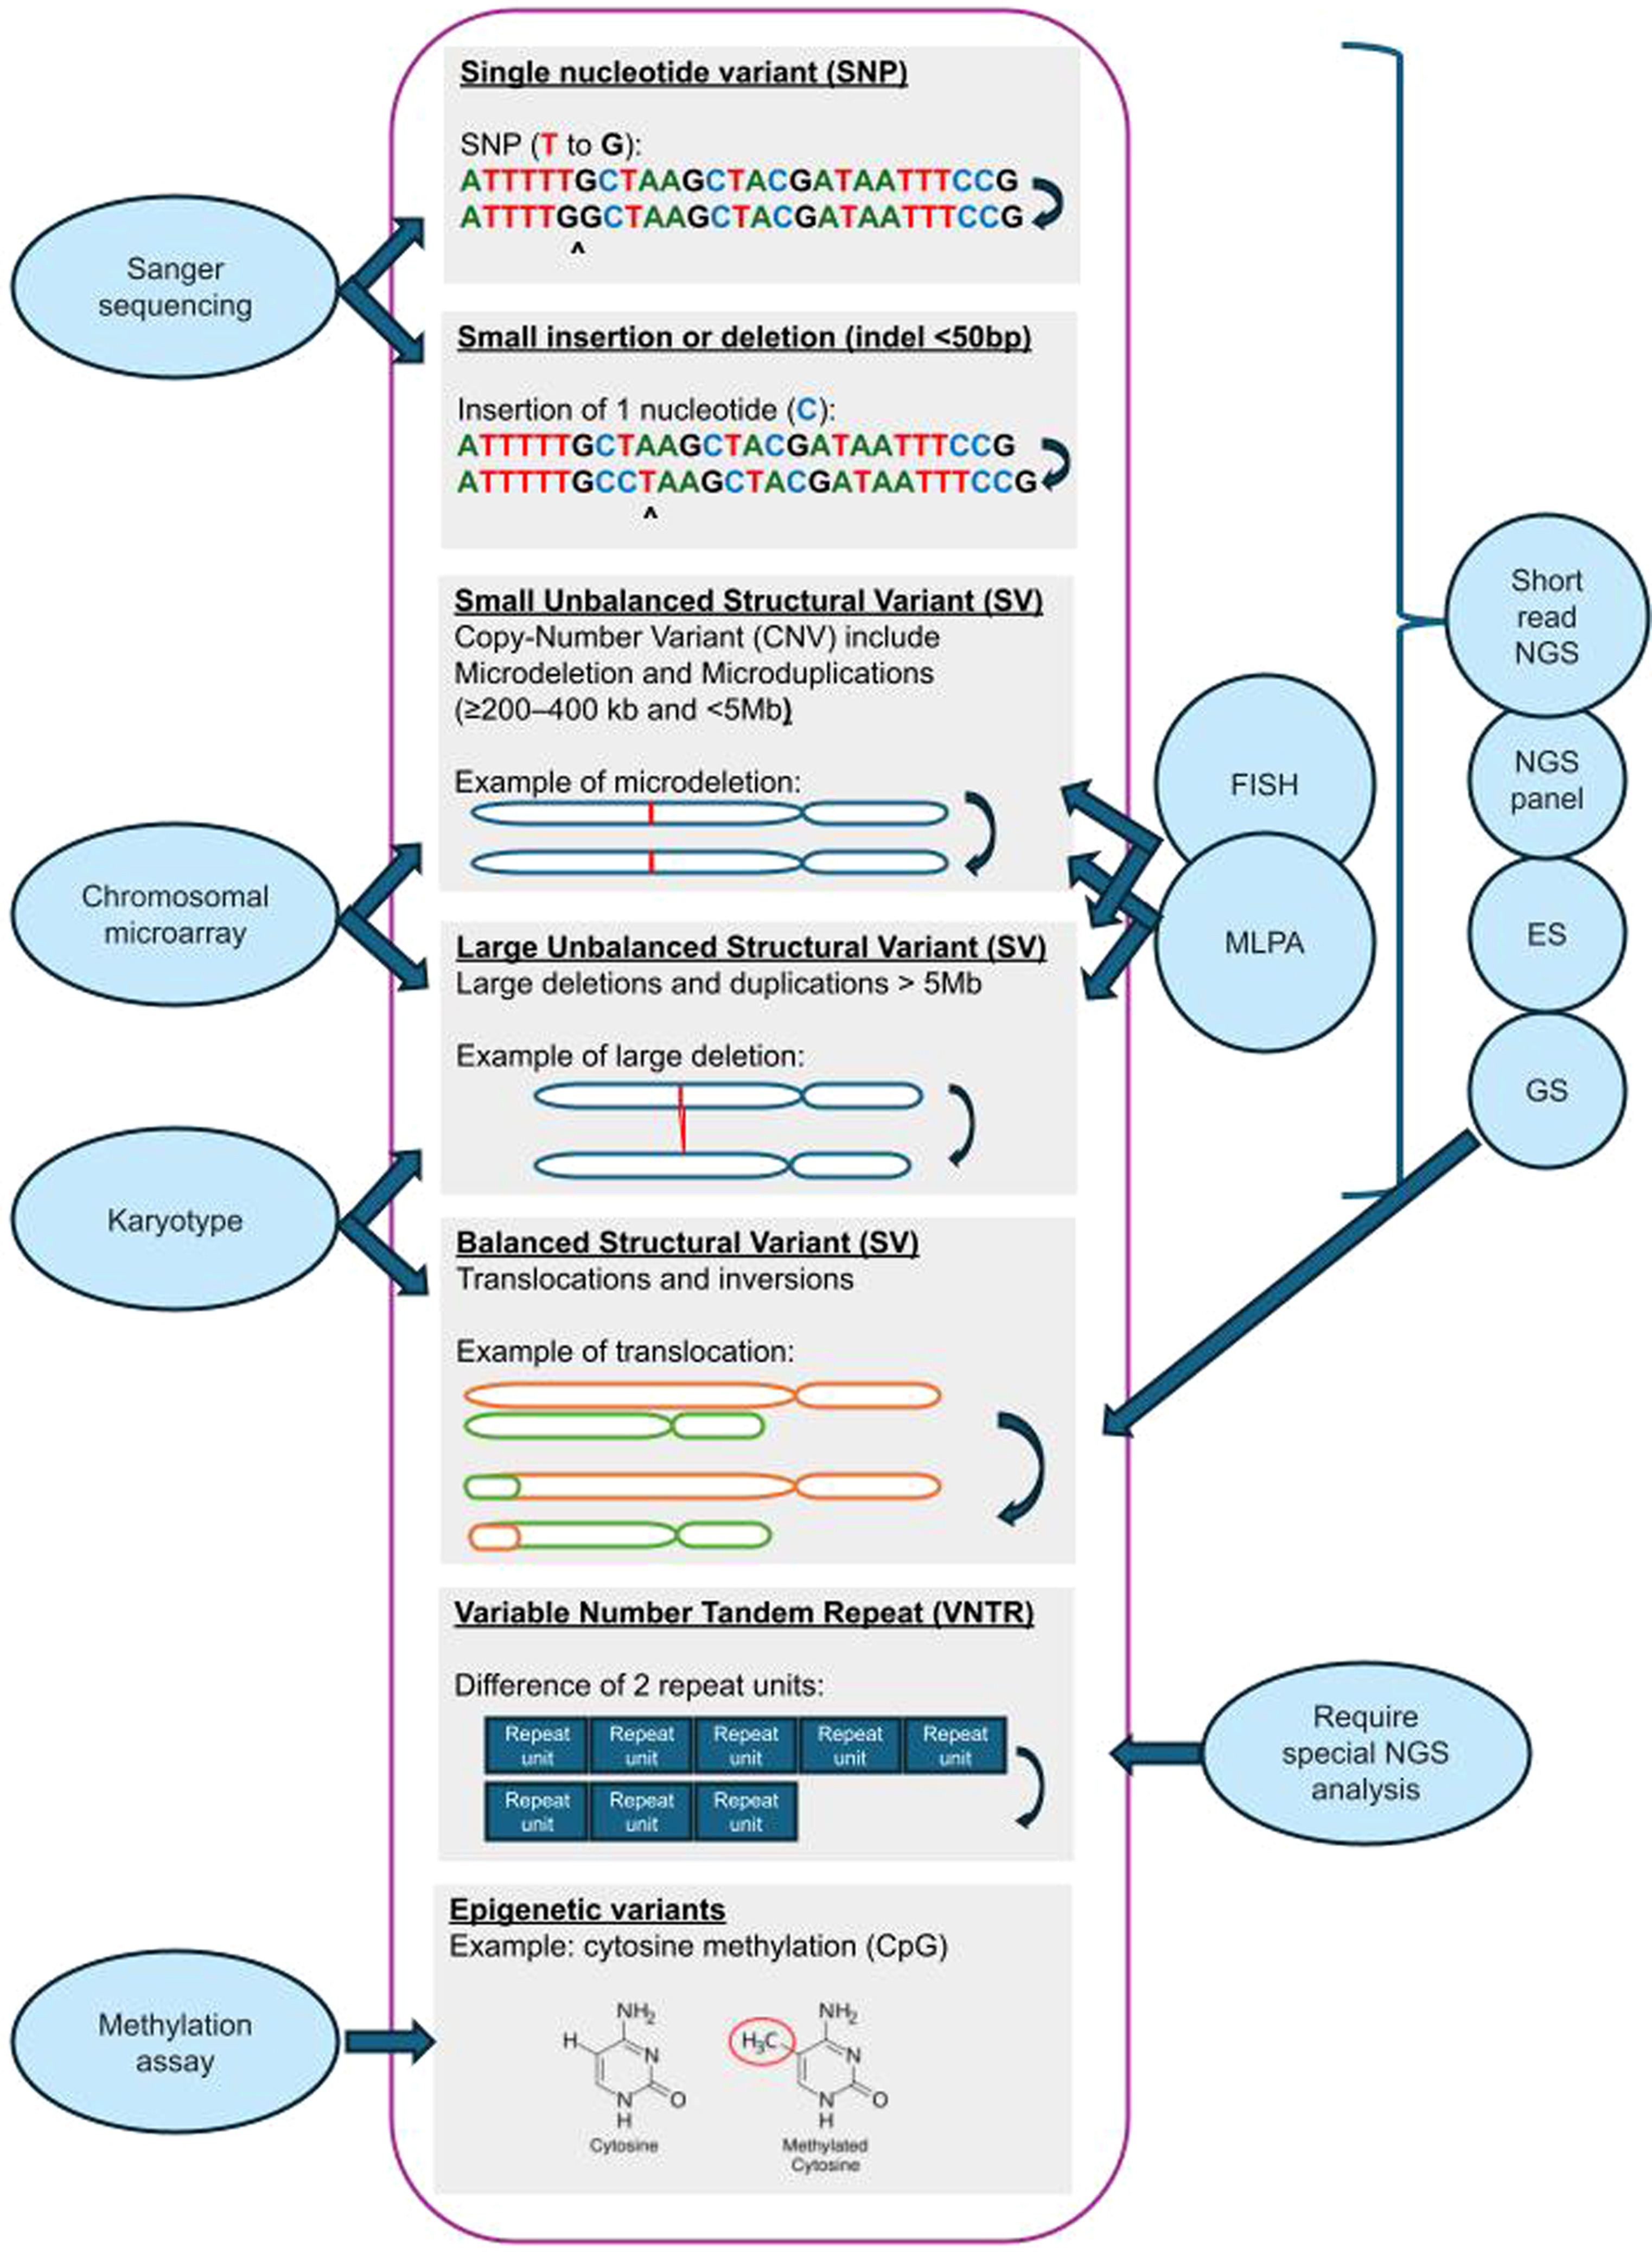 Single nucleotide variant (SNP)
SNP (T to G):
ATTTTTGCTAAGCTACGATAATTTCCG
ATTTTGGCTAAGCTACGATAATTTCCG
^
Sanger
sequencing
Small insertion or deletion (indel <50bp)
Insertion of 1 nucleotide (C):
ATTTTTGCTAAGCTACGATAATTTCCG
ATTTTTGCCTAAGCTACGATAATTTCCG
^
Small Unbalanced Structural Variant (SV)
Copy-Number Variant (CNV) include
Microdeletion and Microduplications
(≥200–400 kb and <5Mb)
Example of microdeletion:
Short
read
NGS
NGS
panel
ES
GS
FISH
MLPA
Chromosomal
microarray
Large Unbalanced Structural Variant (SV)
Large deletions and duplications > 5Mb
Example of large deletion:
Karyotype
Balanced Structural Variant (SV)
Translocations and inversions
Example of translocation:
Variable Number Tandem Repeat (VNTR)
Difference of 2 repeat units:
Repeat unit
Repeat unit
Repeat unit
Repeat unit
Repeat unit
Repeat unit
Repeat unit
Repeat unit
Require
special NGS
analysis
Epigenetic variants
Example: cytosine methylation (CpG)
Methylation
assay
NH2
H
N
N
H
O
Cytosine
NH2
H3C
N
N
H
O
Methylated
Cytosine